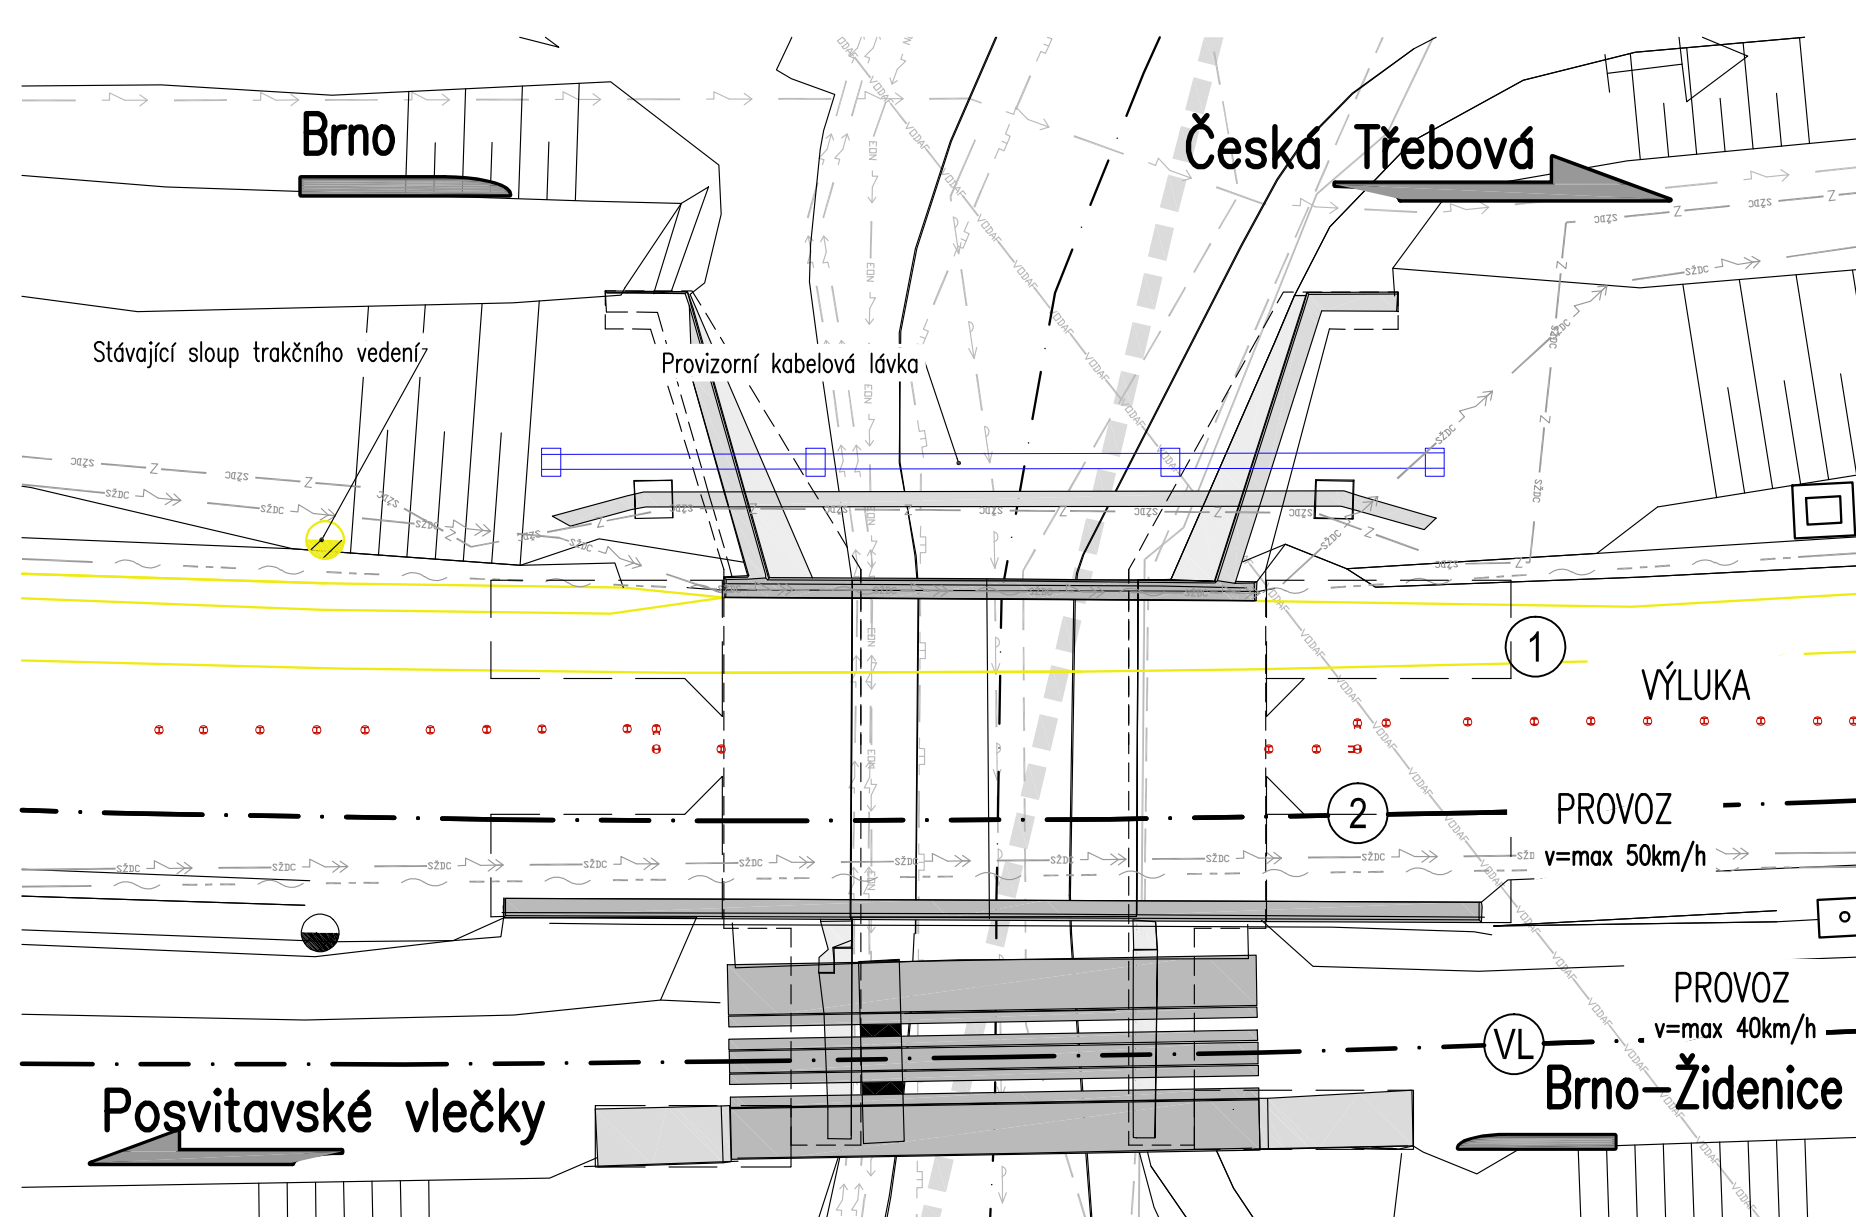 Brno
Česká Třebová
Stávající sloup trakčního vedení
Provizorní kabelová lávka
1
VÝLUKA
2
PROVOZ
v=max 50km/h
PROVOZ
v=max 40km/h
VL
Posvitavské vlečky
Brno-Židenice